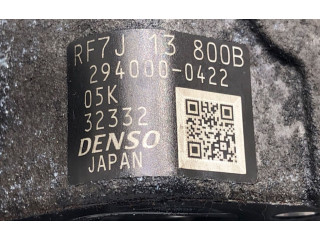 RF7J 13 800B
294000-0422
05K
32332
DENSO
JAPAN